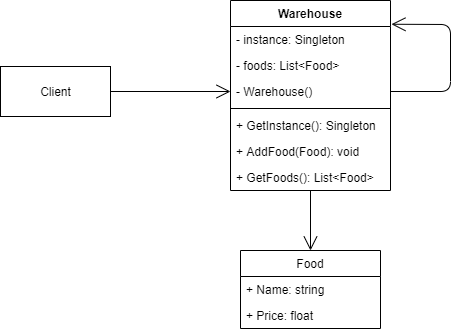 Warehouse
- instance: Singleton
- foods: List<Food>
- Warehouse()
Client
+ GetInstance(): Singleton
+ AddFood(Food): void
+ GetFoods(): List<Food>
Food
+ Name: string
+ Price: float